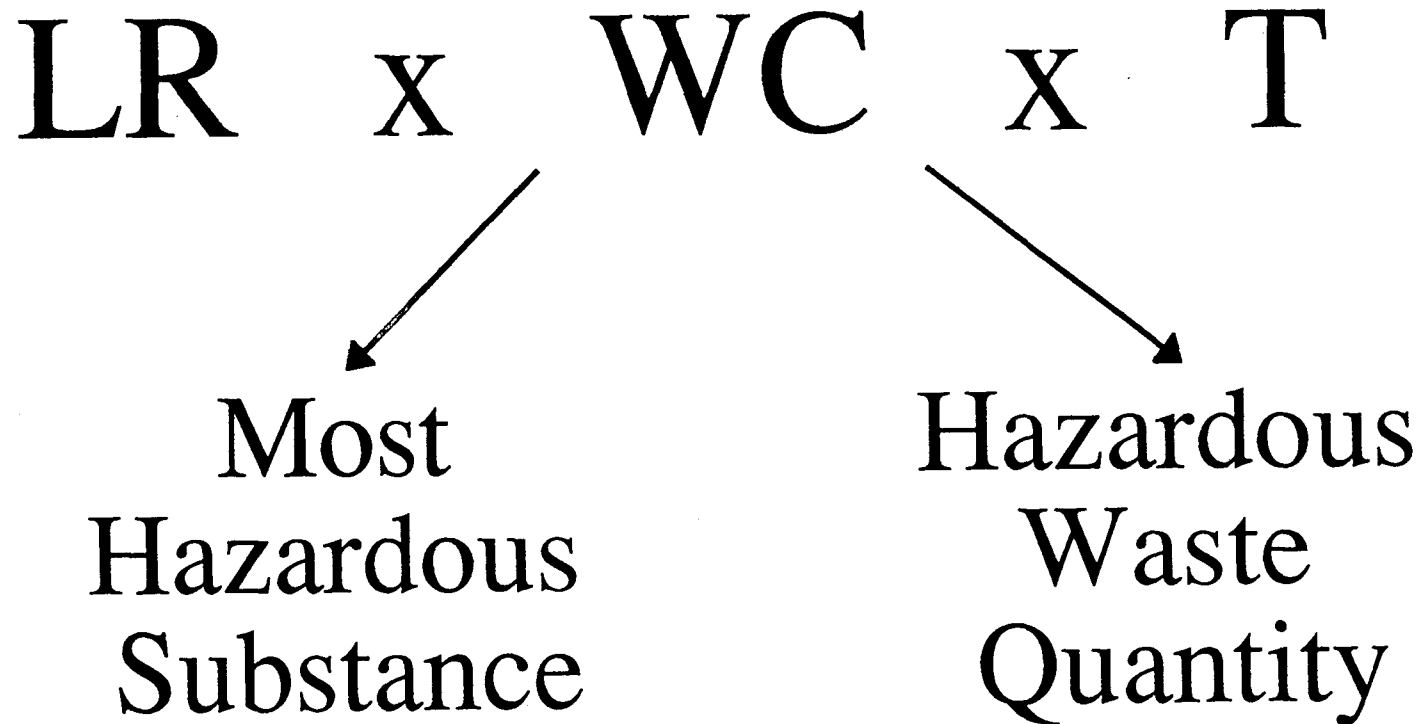 LR x WC x T
Most
Hazardous
Substance
Hazardous
Waste
Quantity